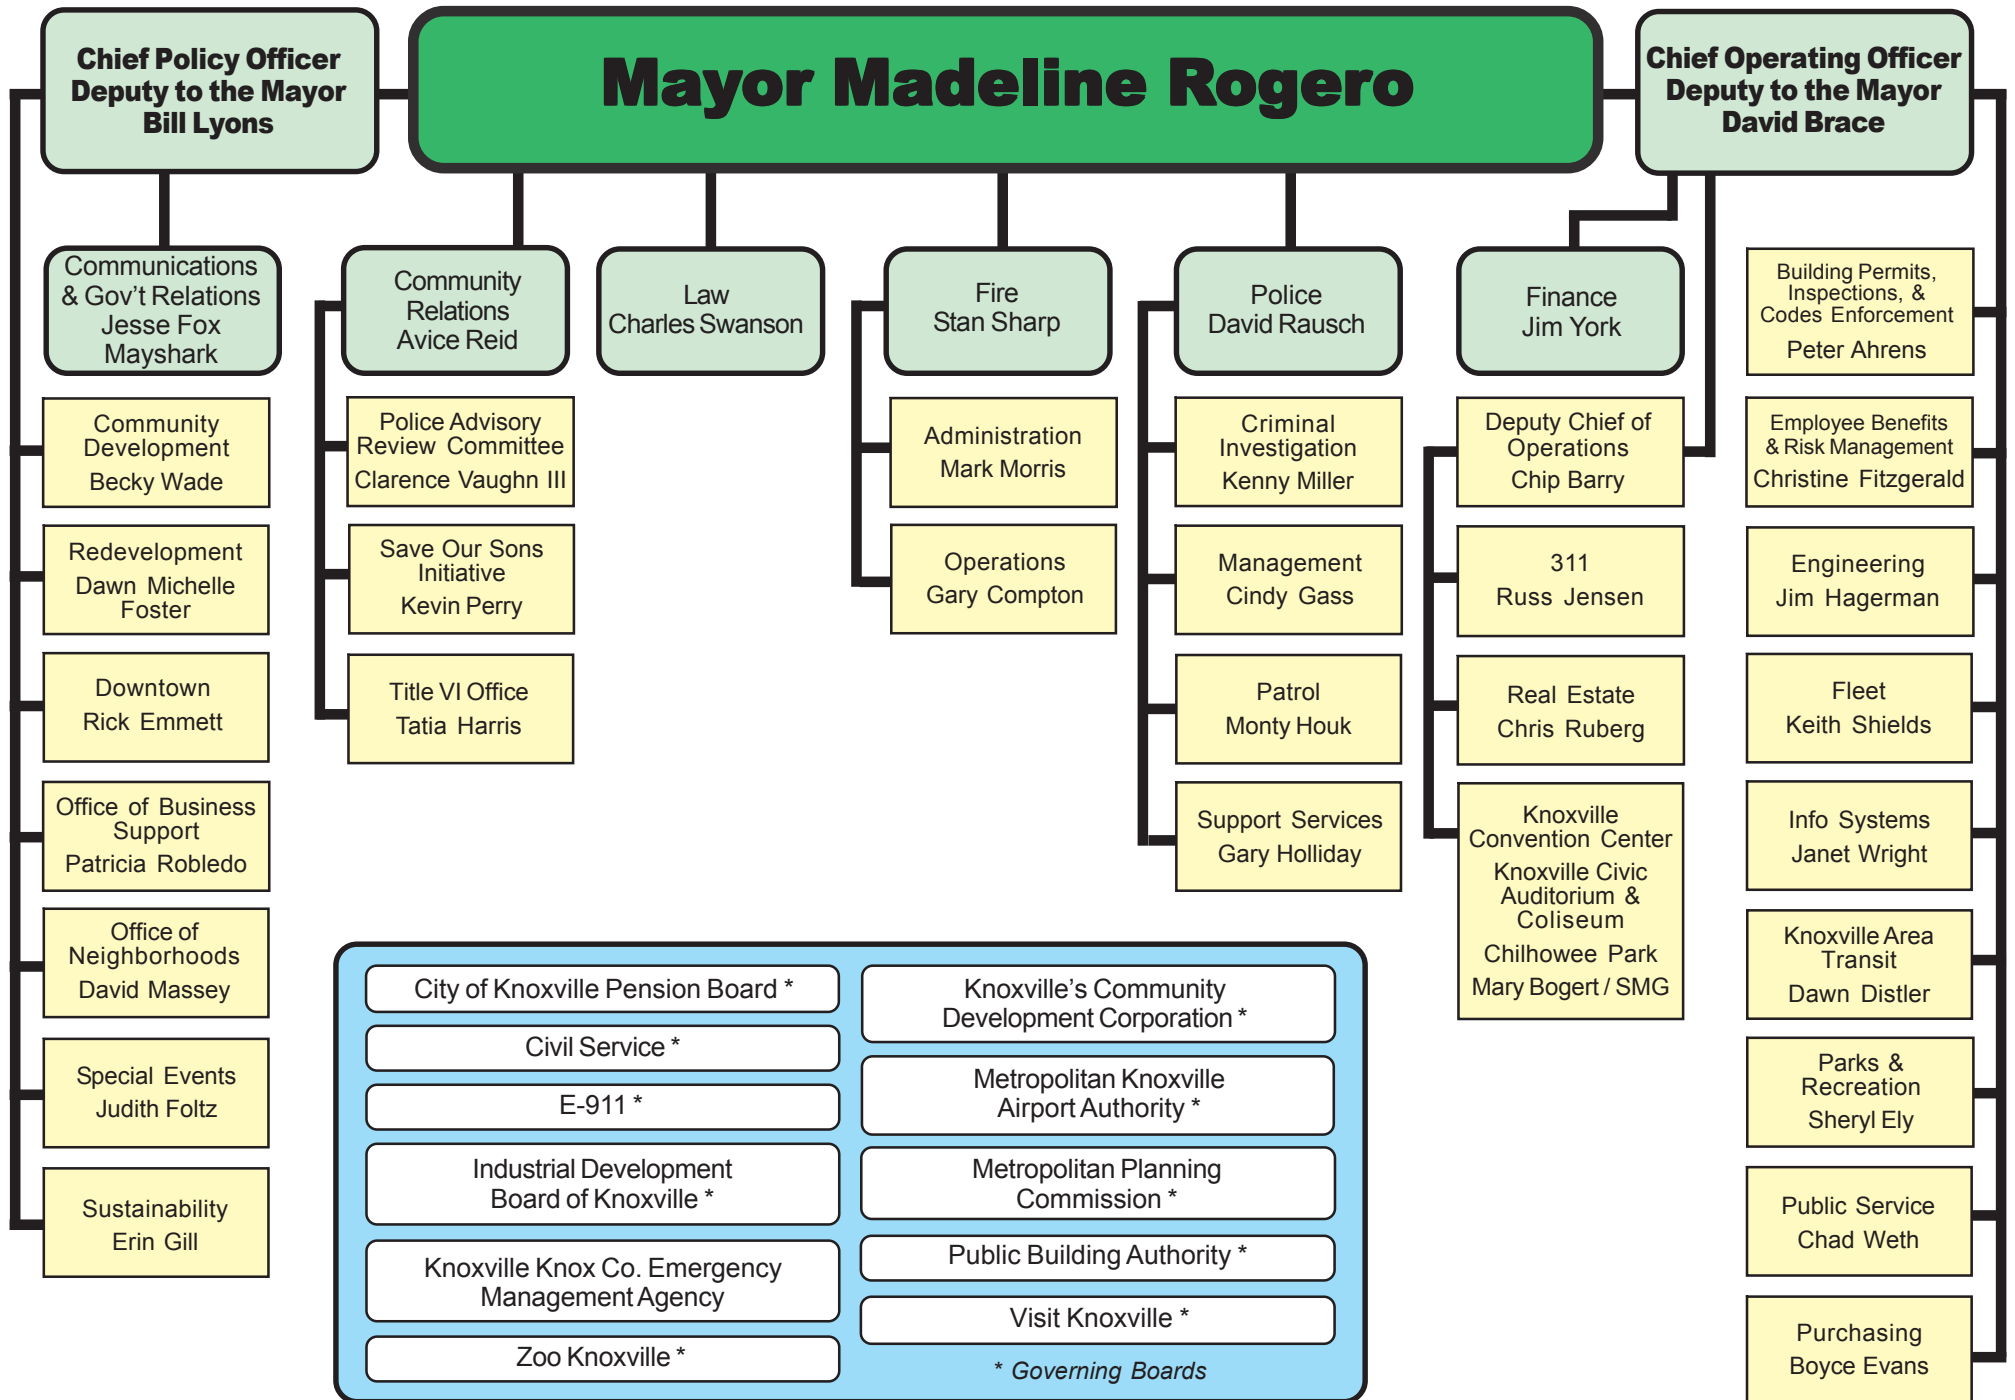 Chief Policy Officer
Deputy to the Mayor
Bill Lyons
Mayor Madeline Rogero
Chief Operating Officer
Deputy to the Mayor
David Brace
Communications
& Gov’t Relations
Jesse Fox
Mayshark
Community
Relations
Avice Reid
Law
Charles Swanson
Fire
Stan Sharp
Police
David Rausch
Finance
Jim York
Building Permits,
Inspections, &
Codes Enforcement
Peter Ahrens
Community
Development
Becky Wade
Police Advisory
Review Committee
Clarence Vaughn III
Administration
Mark Morris
Criminal
Investigation
Kenny Miller
Deputy Chief of
Operations
Chip Barry
Employee Benefits
& Risk Management
Christine Fitzgerald
Redevelopment
Dawn Michelle
Foster
Save Our Sons
Initiative
Kevin Perry
Operations
Gary Compton
Management
Cindy Gass
311
Russ Jensen
Engineering
Jim Hagerman
Downtown
Rick Emmett
Title VI Office
Tatia Harris
Patrol
Monty Houk
Real Estate
Chris Ruberg
Fleet
Keith Shields
Office of Business
Support
Patricia Robledo
Support Services
Gary Holliday
Knoxville
Convention Center
Knoxville Civic
Auditorium &
Coliseum
Chilhowee Park
Mary Bogert / SMG
Info Systems
Janet Wright
Office of
Neighborhoods
David Massey
Knoxville Area
Transit
Dawn Distler
Special Events
Judith Foltz
Parks &
Recreation
Sheryl Ely
Sustainability
Erin Gill
Public Service
Chad Weth
Purchasing
Boyce Evans
City of Knoxville Pension Board *
Civil Service *
E-911 *
Industrial Development
Board of Knoxville *
Knoxville Knox Co. Emergency
Management Agency
Zoo Knoxville *
Knoxville’s Community
Development Corporation *
Metropolitan Knoxville
Airport Authority *
Metropolitan Planning
Commission *
Public Building Authority *
Visit Knoxville *
* Governing Boards